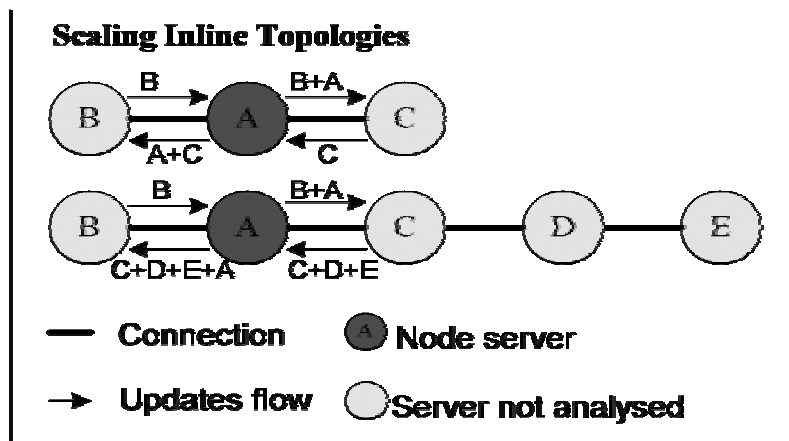 Scaling Inline Topologies
B B+A
B A C
A+C C
B B+A
B A C D E
C+D+E+A C+D+E
Connection A Node server
Updates flow Server not analysed